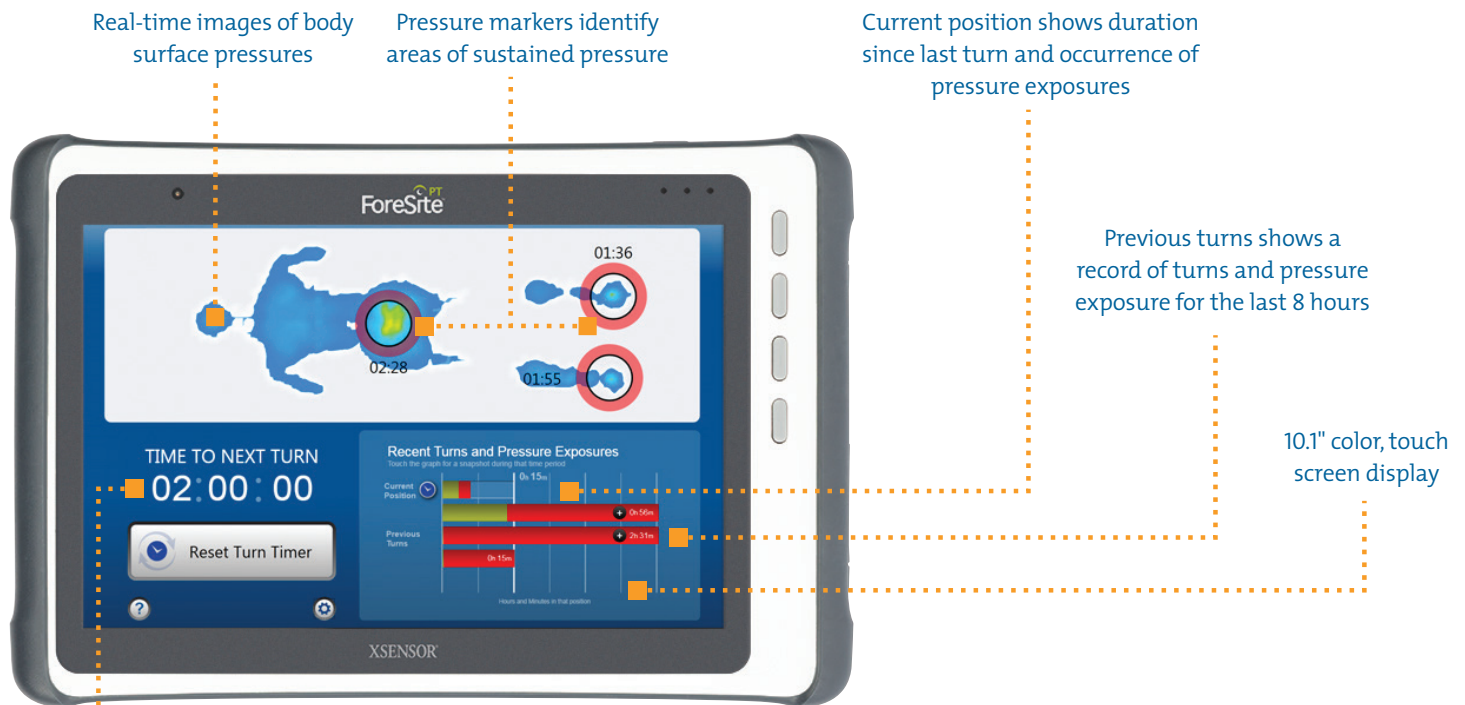 Real-time images of body
surface pressures
Pressure markers identify
areas of sustained pressure
Current position shows duration
since last turn and occurrence of
pressure exposures
Previous turns shows a
record of turns and pressure
exposure for the last 8 hours
10.1" color, touch
screen display
ForeSite PT
01:36
02:28
01:55
TIME TO NEXT TURN
02:00:00
Reset Turn Timer
?
Recent Turns and Pressure Exposures
Touch the graph for a snapshot during that time period
0h 15m
Current
Position
+ 0h 56m
Previous
Turns
+ 2h 31m
0h 15m
Hours and Minutes in that position
XSENSOR